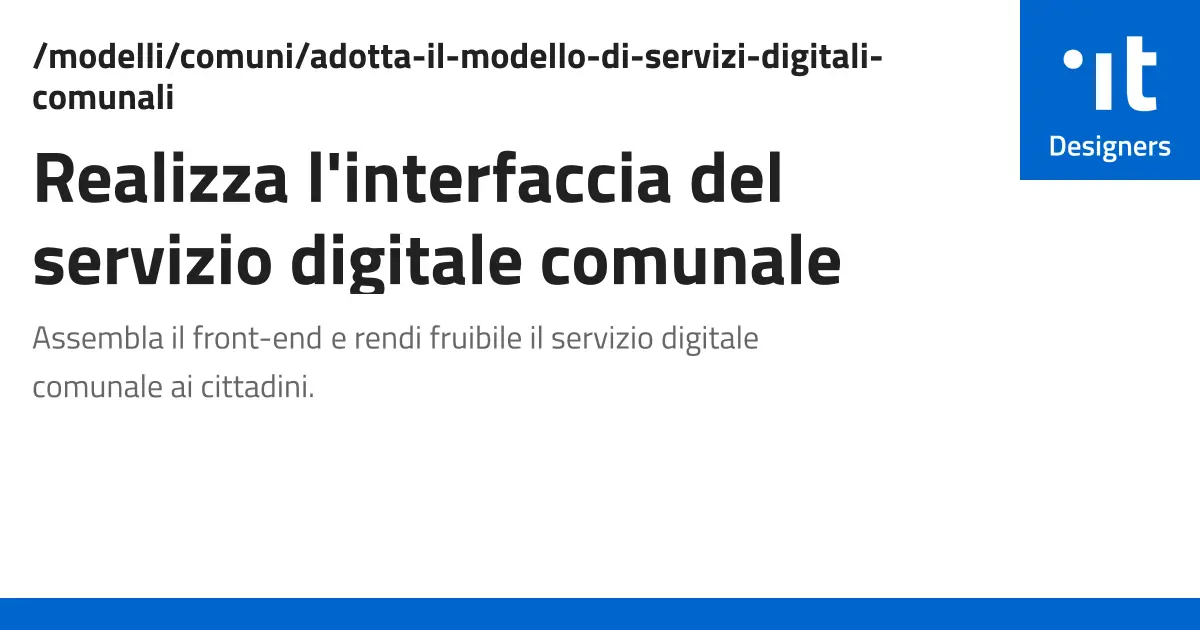 /modelli/comuni/adotta-il-modello-di-servizi-digitali-
comunali
Realizza l'interfaccia del
servizio digitale comunale
Assembla il front-end e rendi fruibile il servizio digitale
comunale ai cittadini.
it
Designers